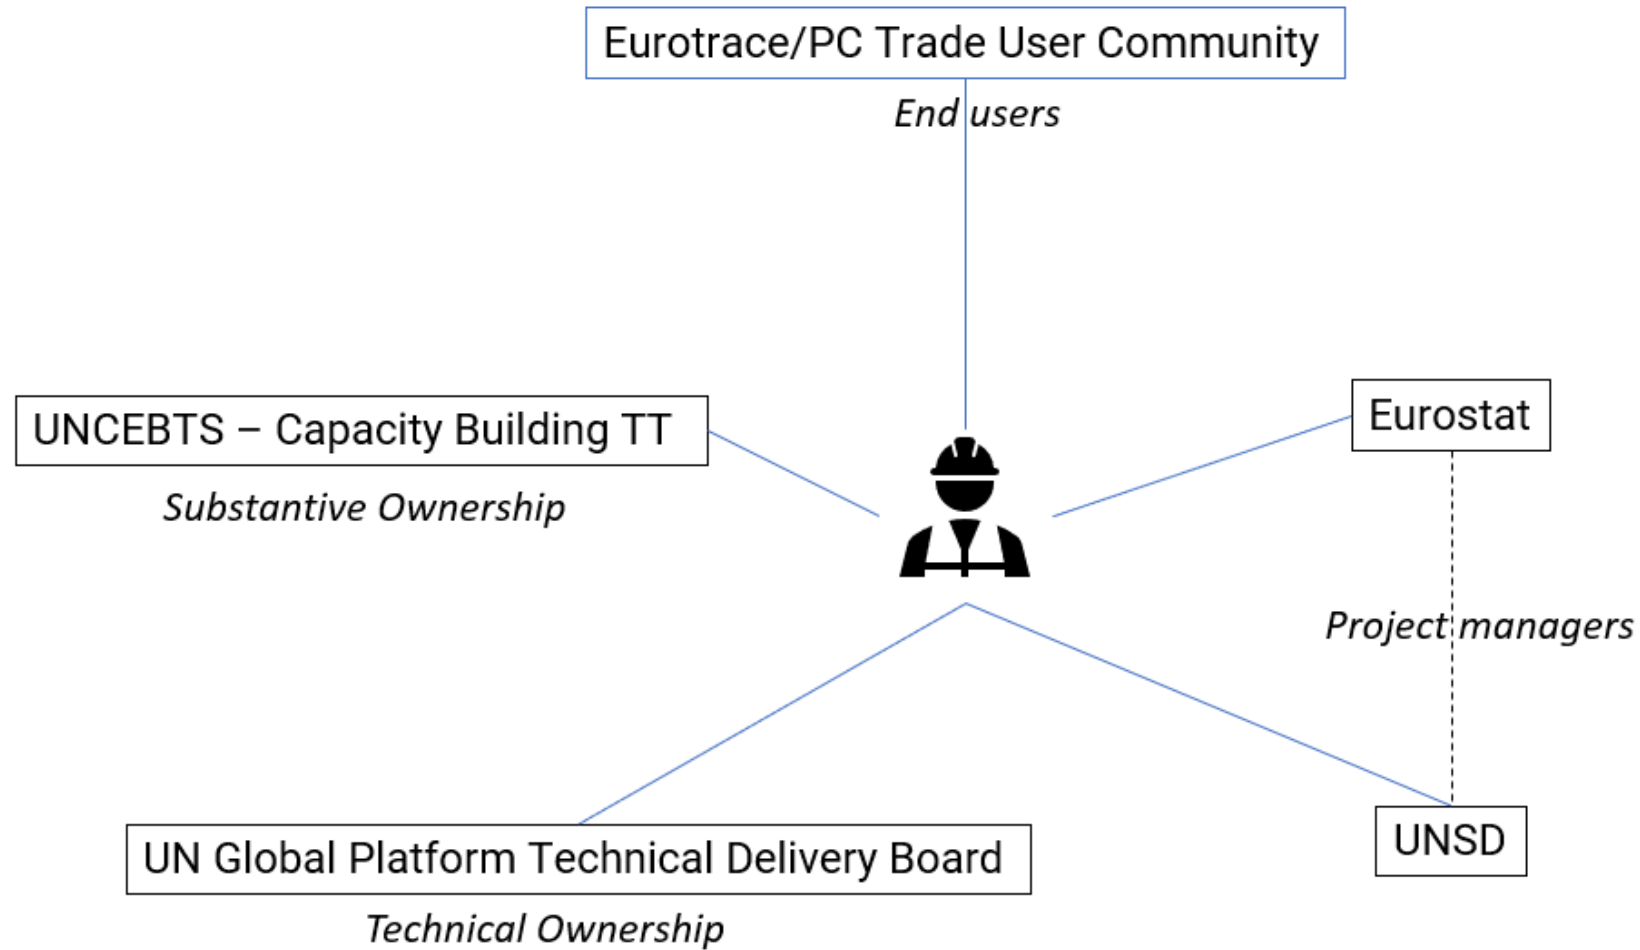 Eurotrace/PC Trade User Community
End users
UNCEBTS – Capacity Building TT
Substantive Ownership
Eurostat
Project managers
UN Global Platform Technical Delivery Board
Technical Ownership
UNSD